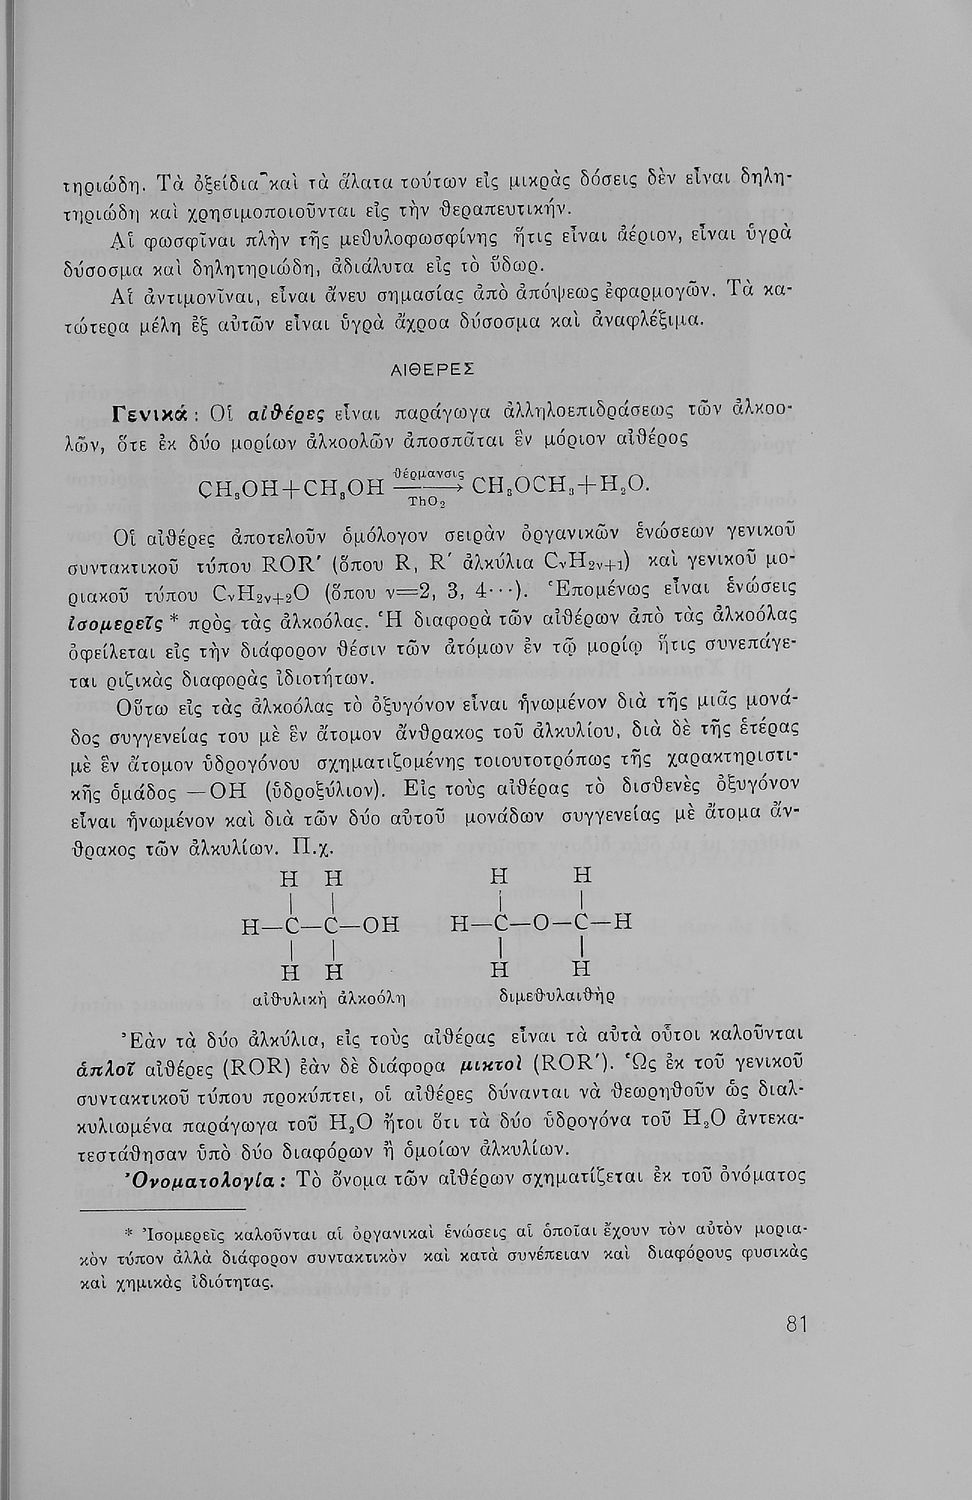 τηριώδη. Τὰ ὀξείδια καὶ τὰ ἅλατα τούτων εἰς μικρὰς δόσεις δὲν εἶναι δηλη-
τηριώδη καὶ χρησιμοποιοῦνται εἰς τὴν θεραπευτικήν.
Αἱ φωσφῖναι πλὴν τῆς μεθυλοφωσφίνης ἥτις εἶναι ἀέριον, εἶναι ὑγρὰ
δύσοσμα καὶ δηλητηριώδη, ἀδιάλυτα εἰς τὸ ὕδωρ.
Αἱ ἀντιμονῖναι, εἶναι ἄνευ σημασίας ἀπὸ ἀπόψεως ἐφαρμογῶν. Τὰ κα-
τώτερα μέλη ἐξ αὐτῶν εἶναι ὑγρὰ ἄχροα δύσοσμα καὶ ἀναφλέξιμα.
ΑΙΘΕΡΕΣ
Γενικά : Οἱ αἰθέρες εἶναι παράγωγα ἀλληλοεπιδράσεως τῶν ἀλκοο-
λῶν, ὅτε ἐκ δύο μορίων ἀλκοολῶν ἀποσπᾶται ἓν μόριον αἰθέρος
CH₃OH+CH₃OH θέρμανσις ⟶ ThO₂ CH₃OCH₃+H₂O.
Οἱ αἰθέρες ἀποτελοῦν ὁμόλογον σειρὰν ὀργανικῶν ἑνώσεων γενικοῦ
συντακτικοῦ τύπου ROR' (ὅπου R, R' ἀλκύλια CνH2ν+1) καὶ γενικοῦ μο-
ριακοῦ τύπου CνH2ν+2O (ὅπου ν=2, 3, 4···). Ἑπομένως εἶναι ἑνώσεις
ἰσομερεῖς * πρὸς τὰς ἀλκοόλας. Ἡ διαφορὰ τῶν αἰθέρων ἀπὸ τὰς ἀλκοόλας
ὀφείλεται εἰς τὴν διάφορον θέσιν τῶν ἀτόμων ἐν τῷ μορίῳ ἥτις συνεπάγε-
ται ριζικὰς διαφορὰς ἰδιοτήτων.
Οὕτω εἰς τὰς ἀλκοόλας τὸ ὀξυγόνον εἶναι ἡνωμένον διὰ τῆς μιᾶς μονά-
δος συγγενείας του μὲ ἓν ἄτομον ἄνθρακος τοῦ ἀλκυλίου, διὰ δὲ τῆς ἑτέρας
μὲ ἓν ἄτομον ὑδρογόνου σχηματιζομένης τοιουτοτρόπως τῆς χαρακτηριστι-
κῆς ὁμάδος —OH (ὑδροξύλιον). Εἰς τοὺς αἰθέρας τὸ δισθενὲς ὀξυγόνον
εἶναι ἡνωμένον καὶ διὰ τῶν δύο αὐτοῦ μονάδων συγγενείας μὲ ἄτομα ἄν-
θρακος τῶν ἀλκυλίων. Π.χ.
H H H H
| | | |
H—C—C—OH H—C—O—C—H
| | | |
H H H H
αἰθυλικὴ ἀλκοόλη διμεθυλαιθὴρ
Ἐὰν τὰ δύο ἀλκύλια, εἰς τοὺς αἰθέρας εἶναι τὰ αὐτὰ οὗτοι καλοῦνται
ἁπλοῖ αἰθέρες (ROR) ἐὰν δὲ διάφορα μικτοὶ (ROR'). Ὡς ἐκ τοῦ γενικοῦ
συντακτικοῦ τύπου προκύπτει, οἱ αἰθέρες δύνανται νὰ θεωρηθοῦν ὡς διαλ-
κυλιωμένα παράγωγα τοῦ H₂O ἤτοι ὅτι τὰ δύο ὑδρογόνα τοῦ H₂O ἀντεκα-
τεστάθησαν ὑπὸ δύο διαφόρων ἢ ὁμοίων ἀλκυλίων.
Ὀνοματολογία : Τὸ ὄνομα τῶν αἰθέρων σχηματίζεται ἐκ τοῦ ὀνόματος
* Ἰσομερεῖς καλοῦνται αἱ ὀργανικαὶ ἑνώσεις αἱ ὁποῖαι ἔχουν τὸν αὐτὸν μορια-
κὸν τύπον ἀλλὰ διάφορον συντακτικὸν καὶ κατὰ συνέπειαν καὶ διαφόρους φυσικὰς
καὶ χημικὰς ἰδιότητας.
81